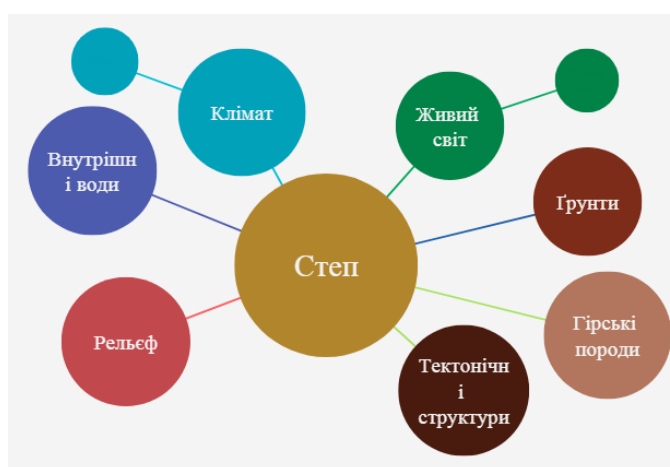 Клімат
Живий
світ
Внутрішн
і води
Ґрунти
Степ
Рельєф
Гірські
породи
Тектонічн
і
структури